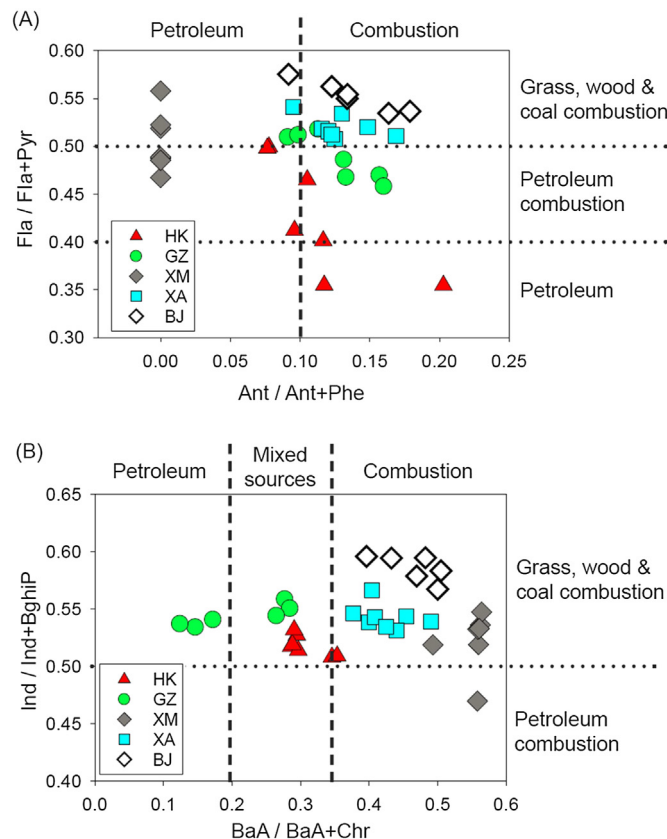 (A)
Petroleum Combustion
0.60
0.55
0.50
0.45
0.40
0.35
0.30
Fla / Fla+Pyr
Grass, wood &
coal combustion
Petroleum
combustion
Petroleum
HK
GZ
XM
XA
BJ
0.00 0.05 0.10 0.15 0.20 0.25
Ant / Ant+Phe
(B)
Petroleum Mixed sources Combustion
0.65
0.60
0.55
0.50
0.45
0.40
Ind / Ind+BghiP
Grass, wood &
coal combustion
Petroleum
combustion
HK
GZ
XM
XA
BJ
0.0 0.1 0.2 0.3 0.4 0.5 0.6
BaA / BaA+Chr